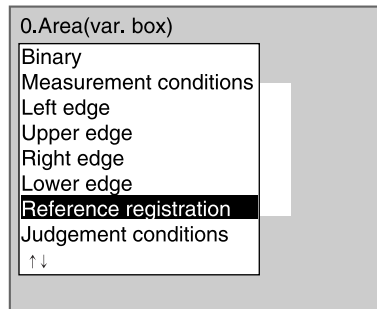 0.Area(var. box)
Binary
Measurement conditions
Left edge
Upper edge
Right edge
Lower edge
Reference registration
Judgement conditions
↑↓